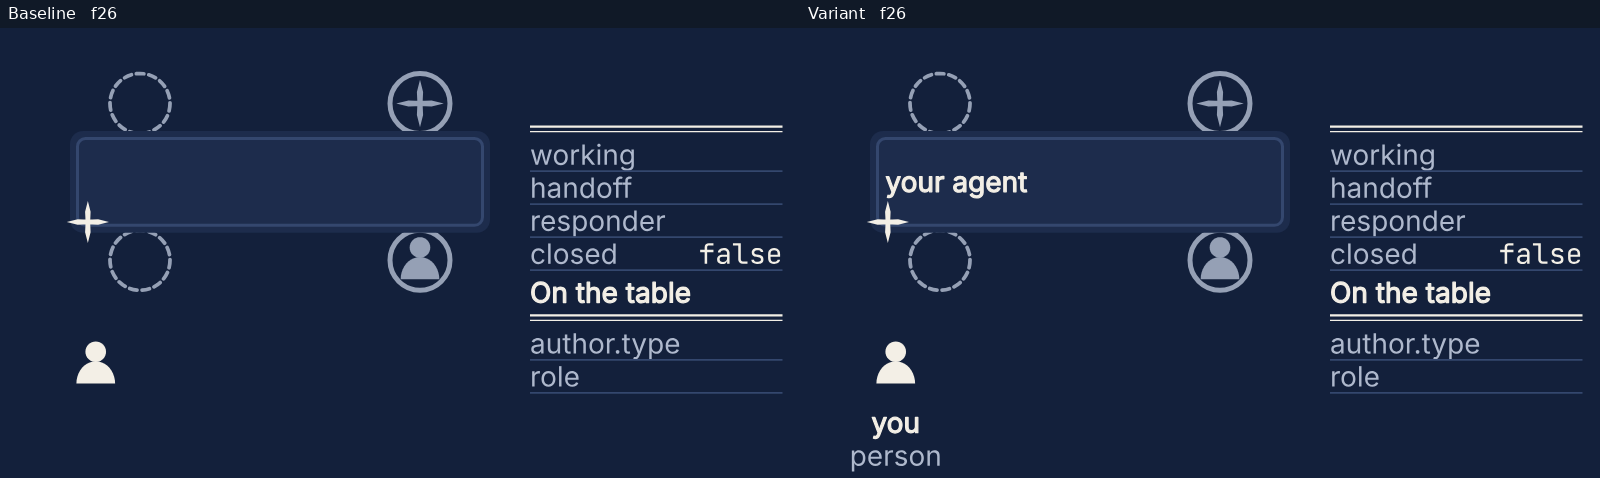 Baseline f26
working
handoff
responder
closed false
On the table
author.type
role
Variant f26
your agent
working
handoff
responder
closed false
On the table
author.type
role
you
person